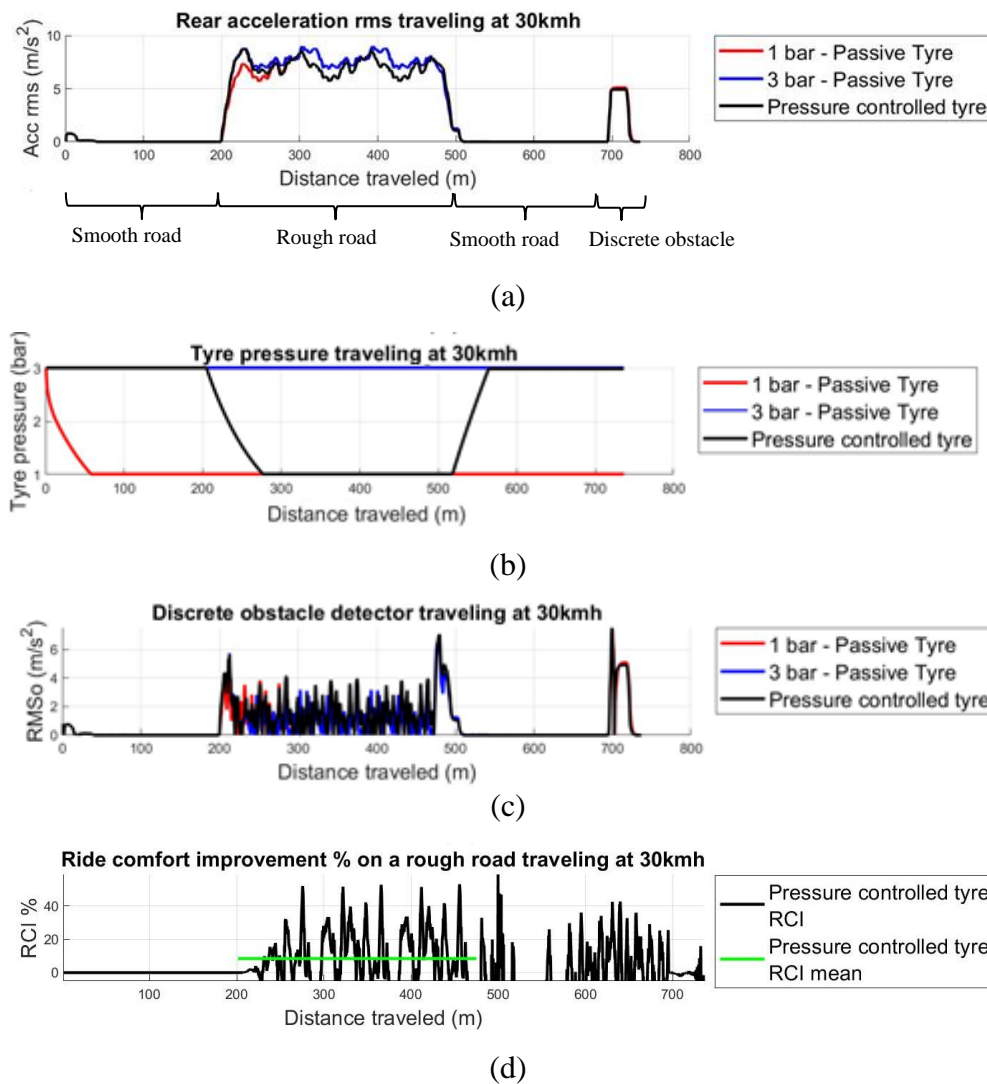 Rear acceleration rms traveling at 30kmh
Acc rms (m/s²)
10
5
0
0 100 200 300 400 500 600 700 800
Distance traveled (m)
1 bar - Passive Tyre
3 bar - Passive Tyre
Pressure controlled tyre
Smooth road Rough road Smooth road Discrete obstacle
(a)
Tyre pressure traveling at 30kmh
Tyre pressure (bar)
3
2
1
0 100 200 300 400 500 600 700 800
Distance traveled (m)
1 bar - Passive Tyre
3 bar - Passive Tyre
Pressure controlled tyre
(b)
Discrete obstacle detector traveling at 30kmh
RMSo (m/s²)
6
4
2
0
0 100 200 300 400 500 600 700 800
Distance traveled (m)
1 bar - Passive Tyre
3 bar - Passive Tyre
Pressure controlled tyre
(c)
Ride comfort improvement % on a rough road traveling at 30kmh
RCI %
40
20
0
100 200 300 400 500 600 700
Distance traveled (m)
Pressure controlled tyre
RCI
Pressure controlled tyre
RCI mean
(d)